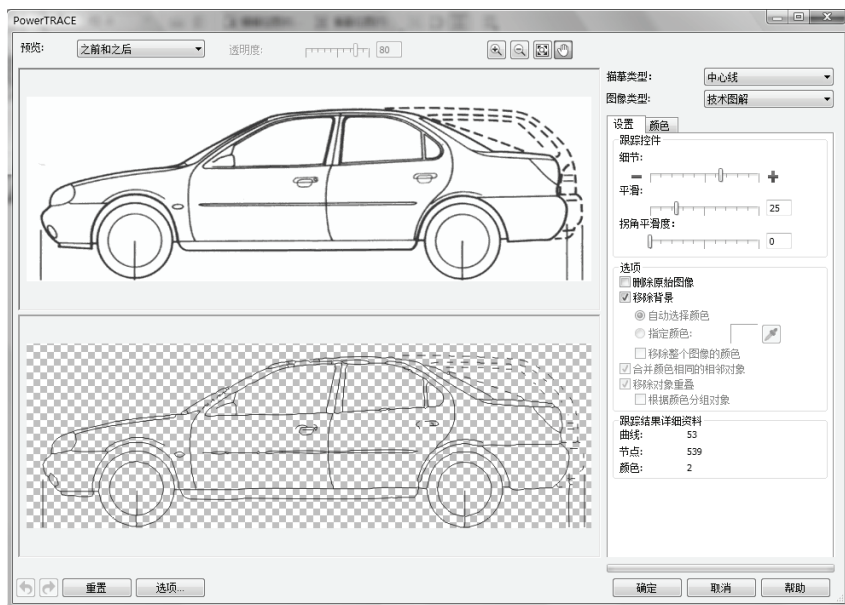 PowerTRACE
预览:
之前和之后
透明度:
80
描摹类型:
中心线
图像类型:
技术图解
设置
颜色
跟踪控件
细节:
平滑:
25
拐角平滑度:
0
选项
删除原始图像
移除背景
自动选择颜色
指定颜色:
移除整个图像的颜色
合并颜色相同的相邻对象
移除对象重叠
根据颜色分组对象
跟踪结果详细资料
曲线: 53
节点: 539
颜色: 2
重置
选项...
确定
取消
帮助